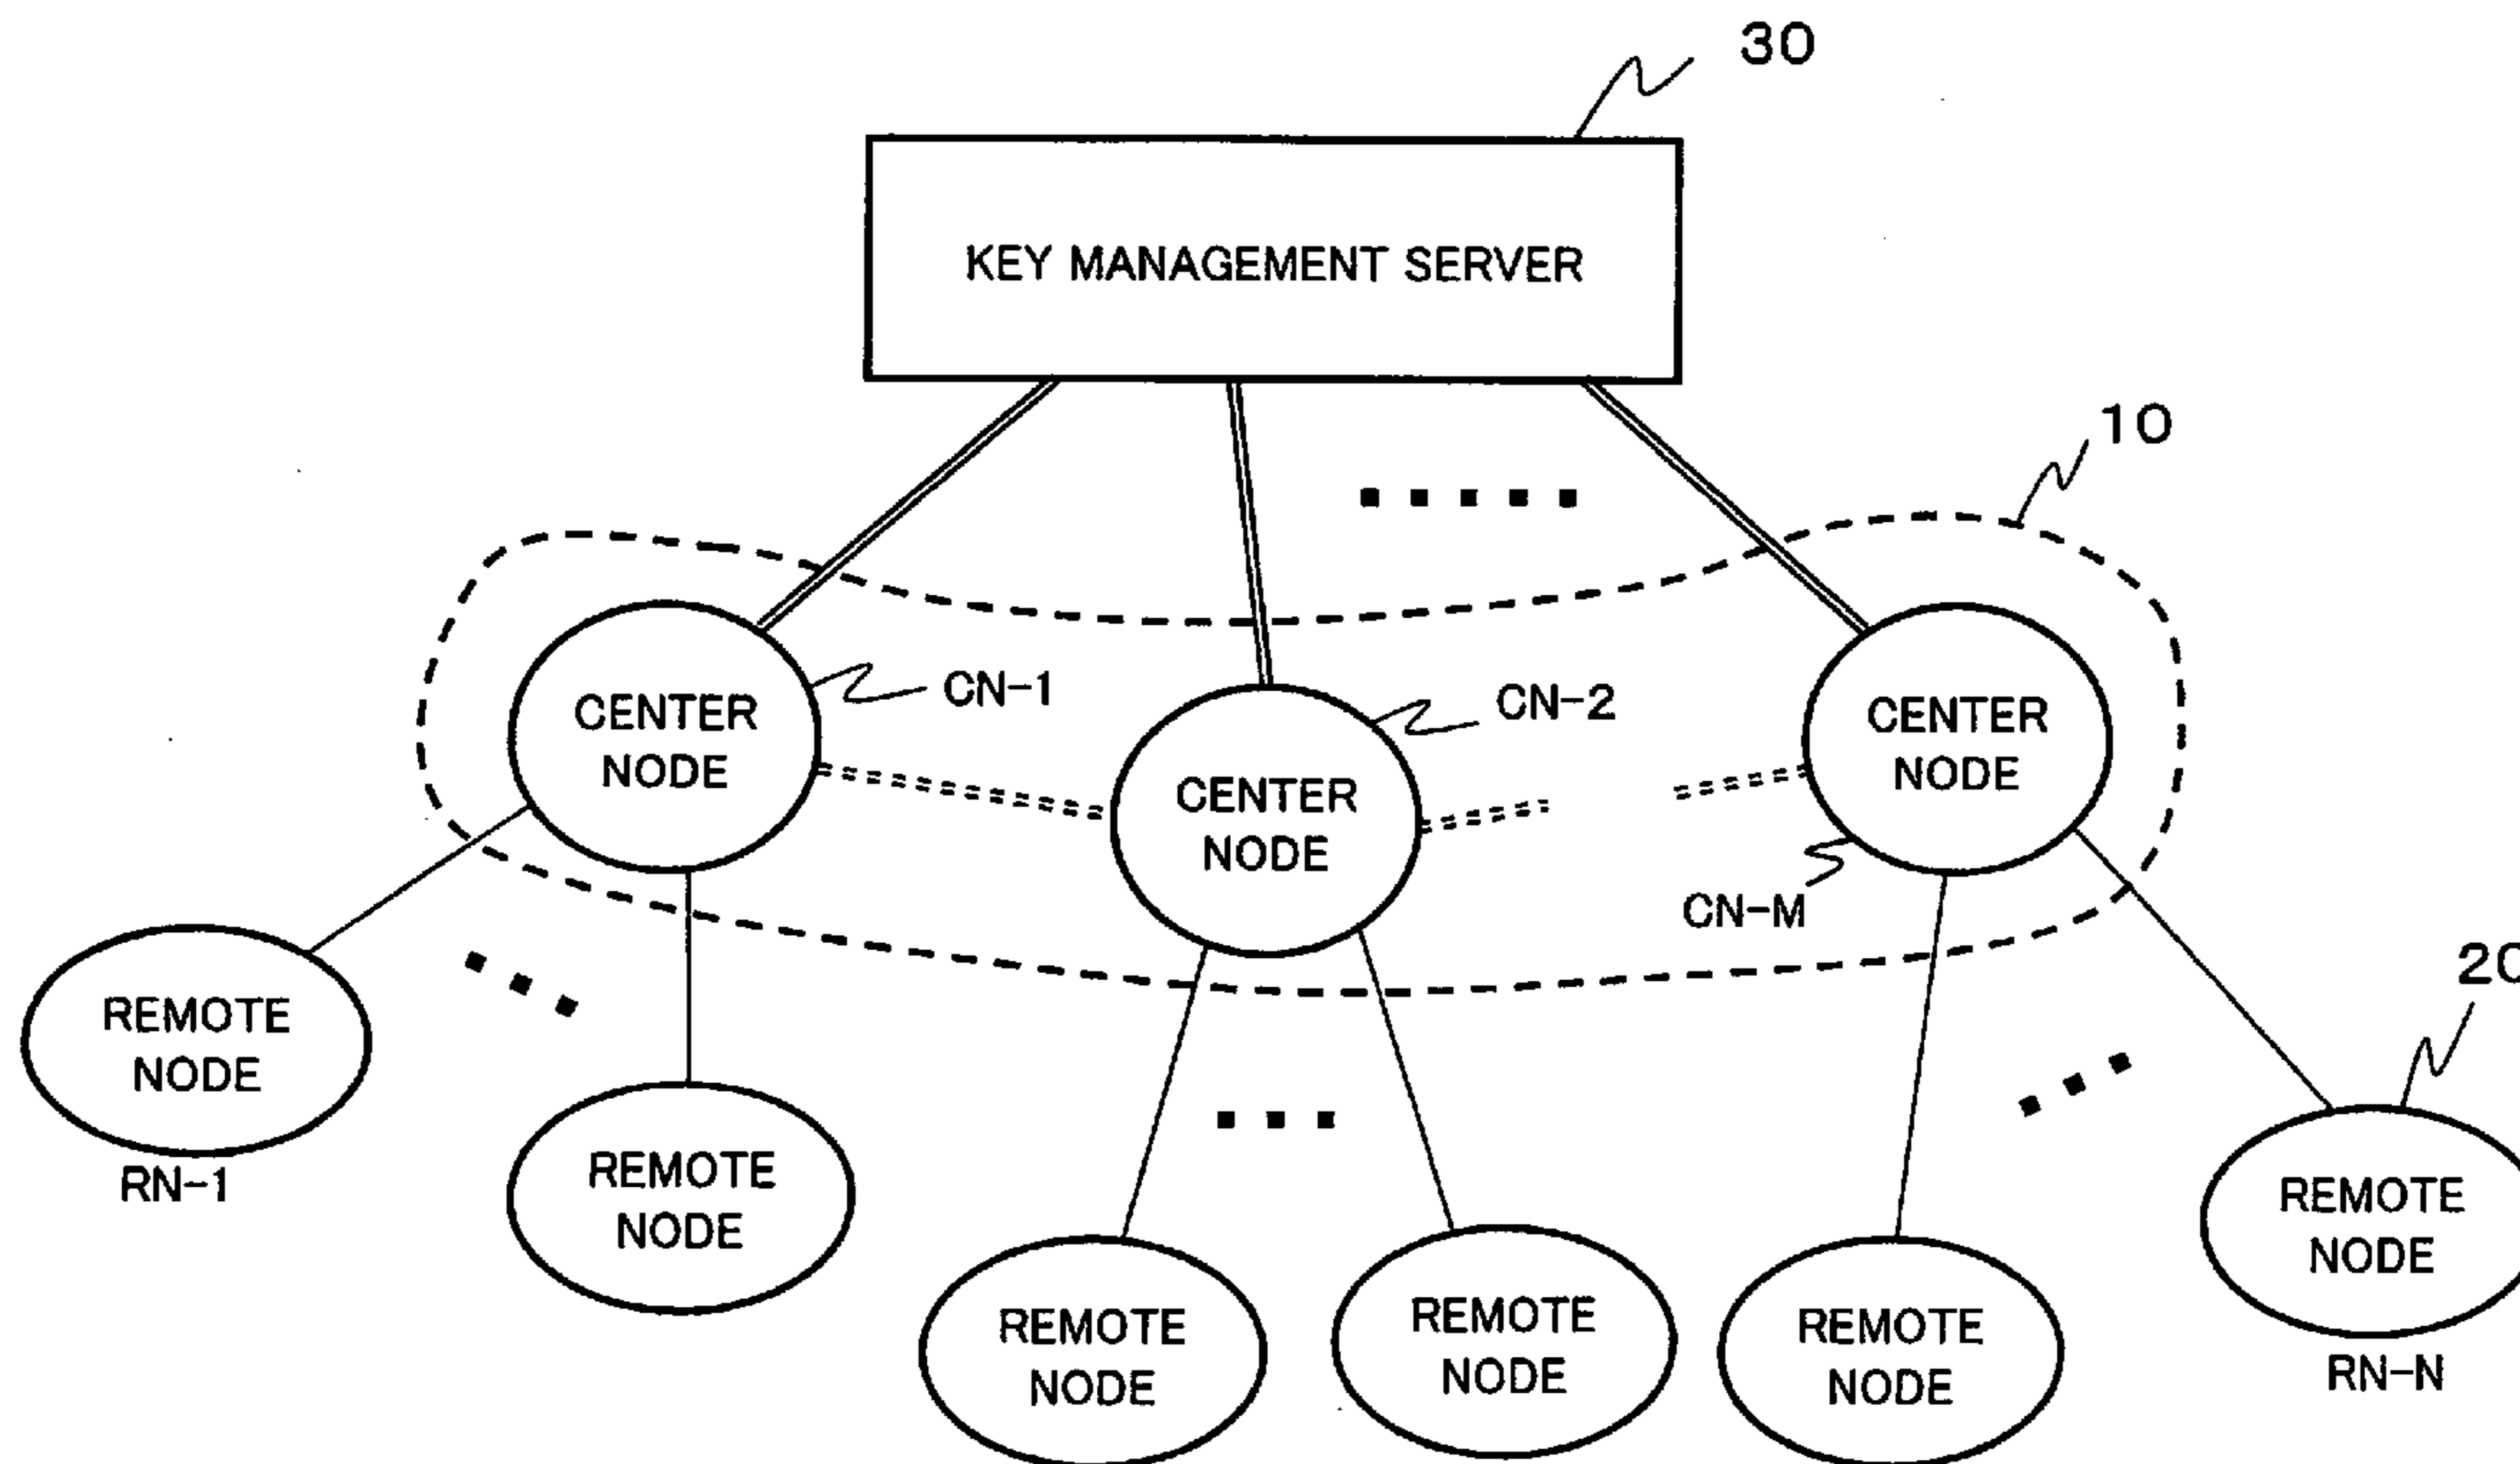 30
KEY MANAGEMENT SERVER
10
CENTER
NODE
CN-1
CENTER
NODE
CN-2
CENTER
NODE
CN-M
REMOTE
NODE
RN-1
REMOTE
NODE
REMOTE
NODE
REMOTE
NODE
REMOTE
NODE
20
REMOTE
NODE
RN-N